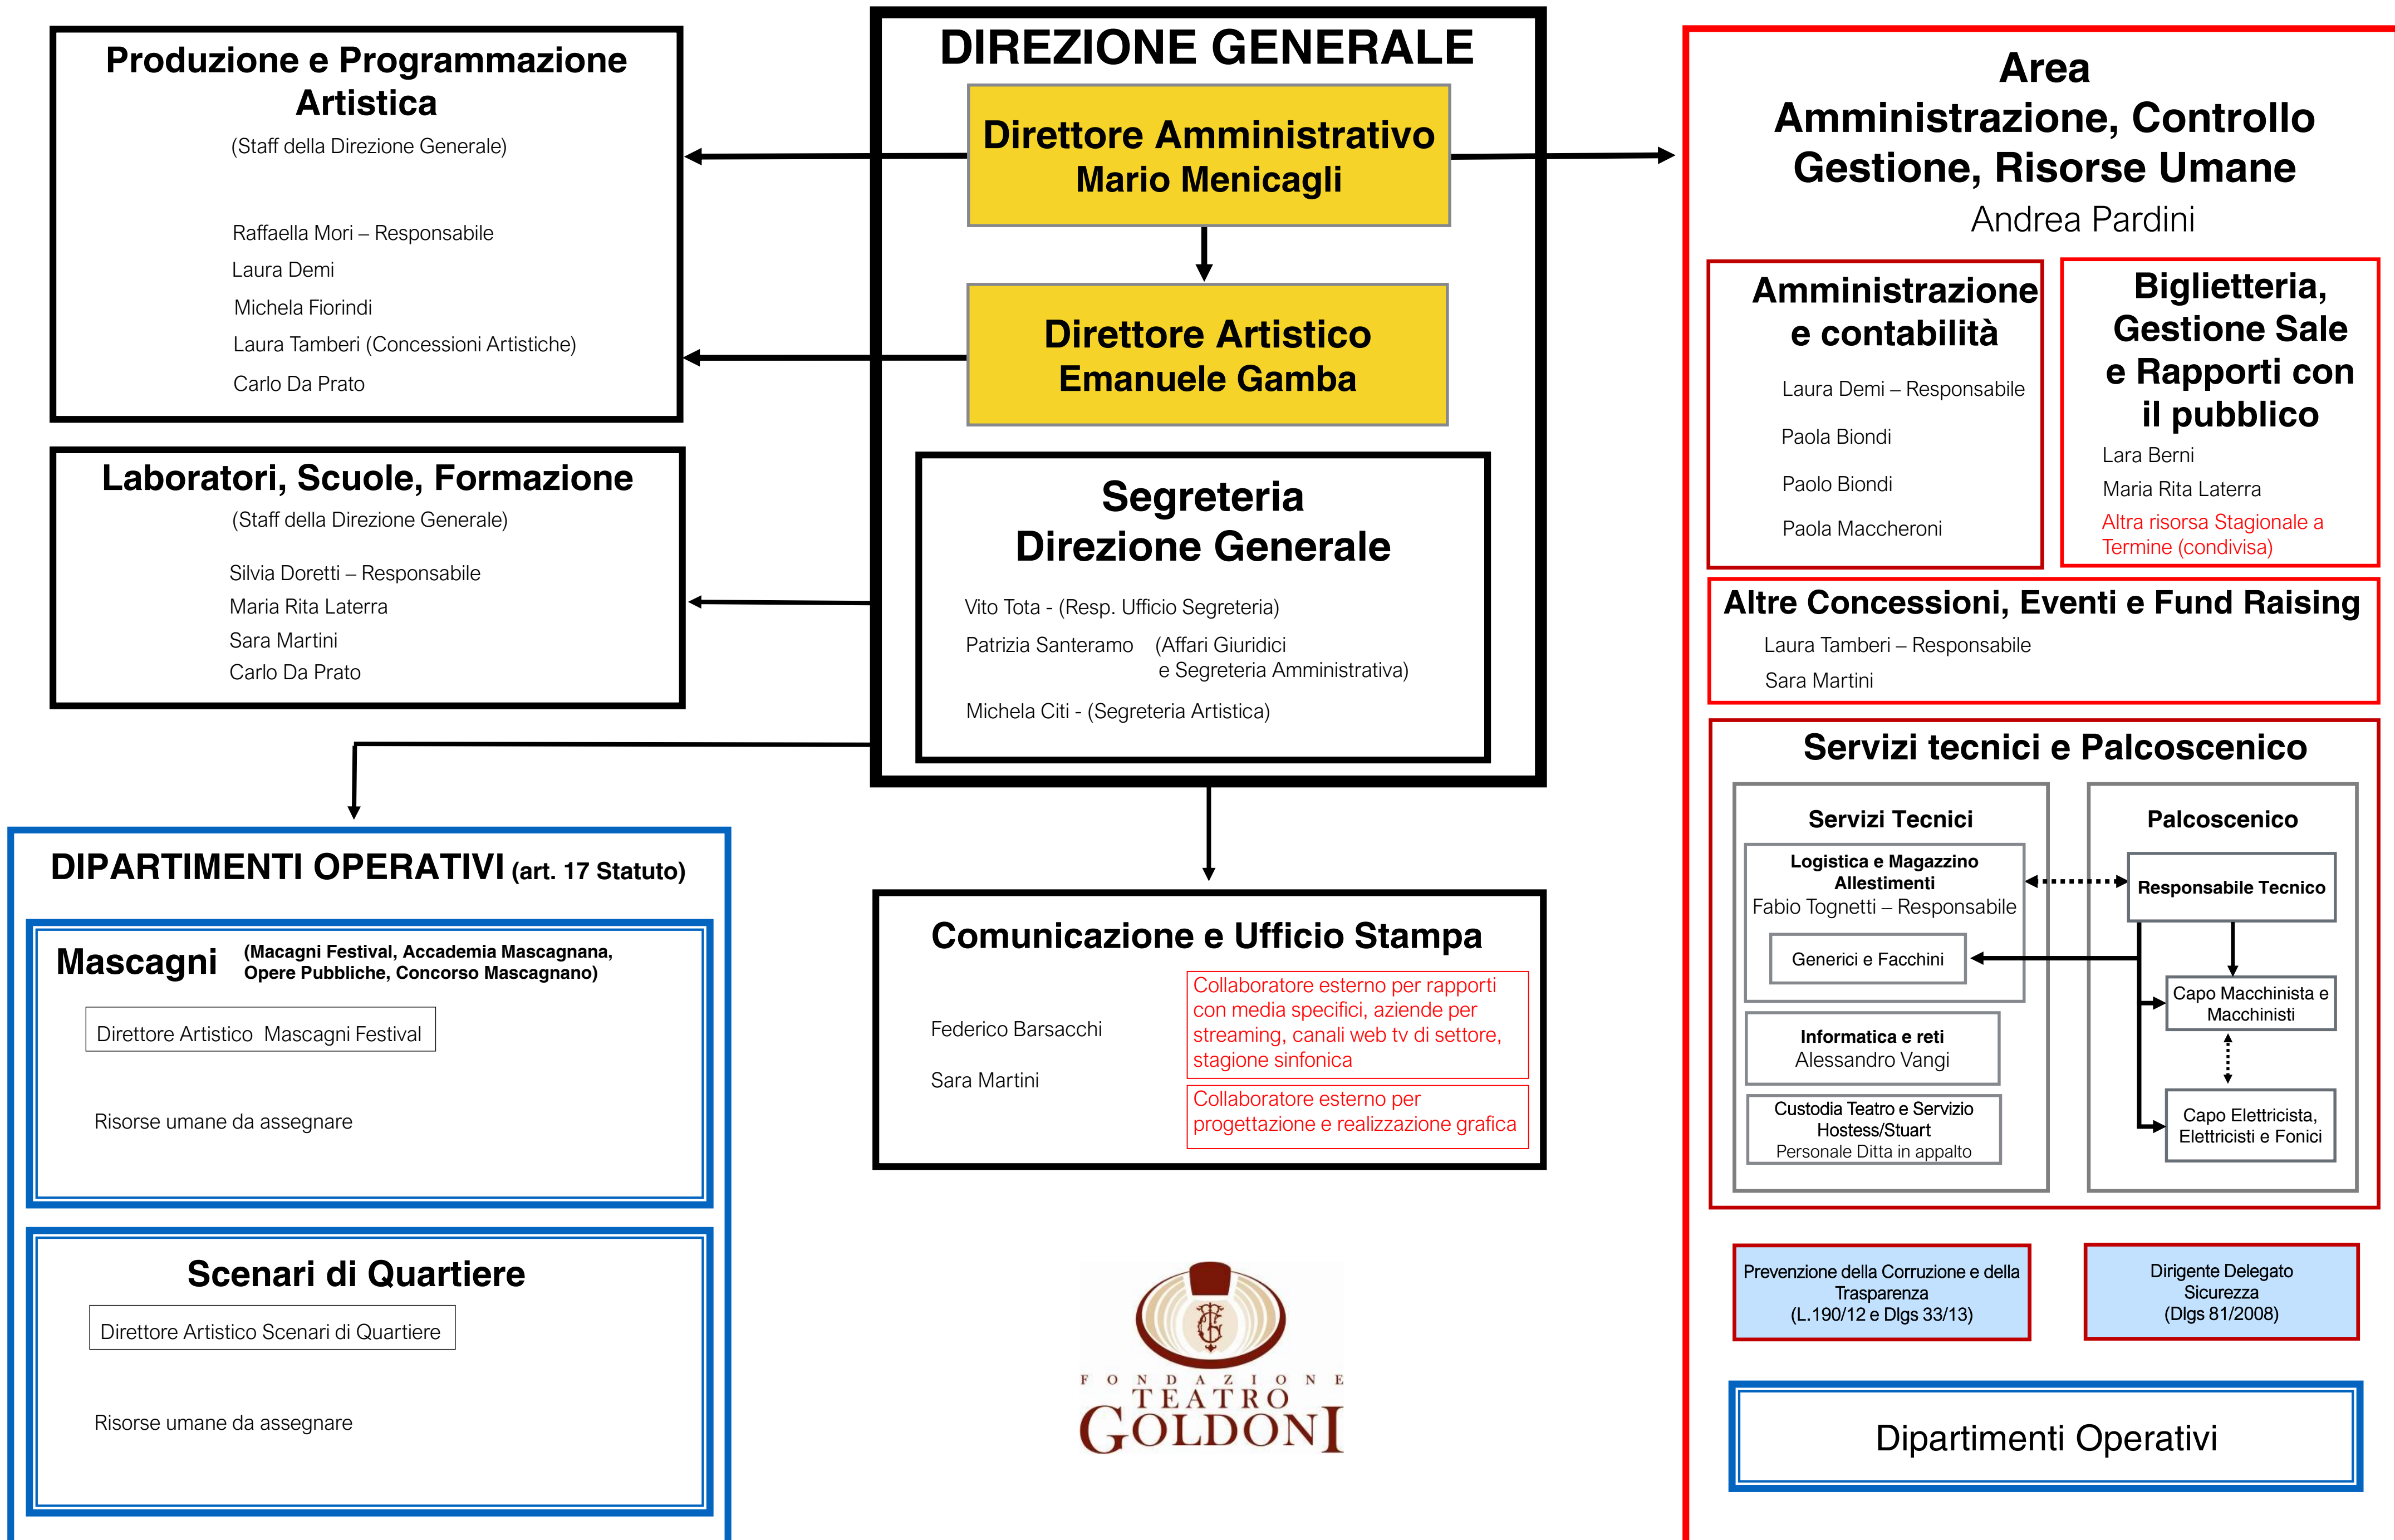 Produzione e Programmazione
Artistica
(Staff della Direzione Generale)
Raffaella Mori – Responsabile
Laura Demi
Michela Fiorindi
Laura Tamberi (Concessioni Artistiche)
Carlo Da Prato
Laboratori, Scuole, Formazione
(Staff della Direzione Generale)
Silvia Doretti – Responsabile
Maria Rita Laterra
Sara Martini
Carlo Da Prato
DIREZIONE GENERALE
Direttore Amministrativo
Mario Menicagli
Direttore Artistico
Emanuele Gamba
Segreteria
Direzione Generale
Vito Tota - (Resp. Ufficio Segreteria)
Patrizia Santeramo (Affari Giuridici
e Segreteria Amministrativa)
Michela Citi - (Segreteria Artistica)
DIPARTIMENTI OPERATIVI (art. 17 Statuto)
Mascagni (Macagni Festival, Accademia Mascagnana,
Opere Pubbliche, Concorso Mascagnano)
Direttore Artistico Mascagni Festival
Risorse umane da assegnare
Scenari di Quartiere
Direttore Artistico Scenari di Quartiere
Risorse umane da assegnare
Comunicazione e Ufficio Stampa
Federico Barsacchi
Sara Martini
Collaboratore esterno per rapporti
con media specifici, aziende per
streaming, canali web tv di settore,
stagione sinfonica
Collaboratore esterno per
progettazione e realizzazione grafica
FONDAZIONE
TEATRO
GOLDONI
Area
Amministrazione, Controllo
Gestione, Risorse Umane
Andrea Pardini
Amministrazione
e contabilità
Laura Demi – Responsabile
Paola Biondi
Paolo Biondi
Paola Maccheroni
Biglietteria,
Gestione Sale
e Rapporti con
il pubblico
Lara Berni
Maria Rita Laterra
Altra risorsa Stagionale a
Termine (condivisa)
Altre Concessioni, Eventi e Fund Raising
Laura Tamberi – Responsabile
Sara Martini
Servizi tecnici e Palcoscenico
Servizi Tecnici
Logistica e Magazzino
Allestimenti
Fabio Tognetti – Responsabile
Generici e Facchini
Informatica e reti
Alessandro Vangi
Custodia Teatro e Servizio
Hostess/Stuart
Personale Ditta in appalto
Palcoscenico
Responsabile Tecnico
Capo Macchinista e
Macchinisti
Capo Elettricista,
Elettricisti e Fonici
Prevenzione della Corruzione e della
Trasparenza
(L.190/12 e Dlgs 33/13)
Dirigente Delegato
Sicurezza
(Dlgs 81/2008)
Dipartimenti Operativi